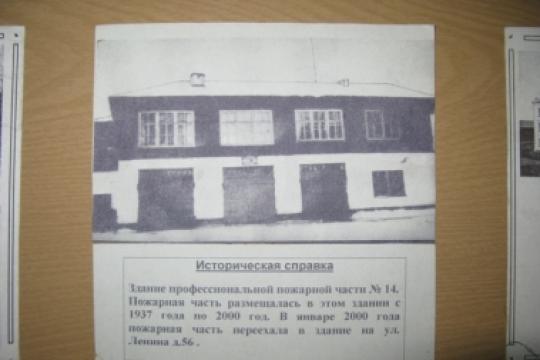 Историческая справка
Здание профессиональной пожарной части № 14.
Пожарная часть размещалась в этом здании с
1937 года по 2000 год. В январе 2000 года
пожарная часть переехала в здание на ул.
Ленина д.56 .